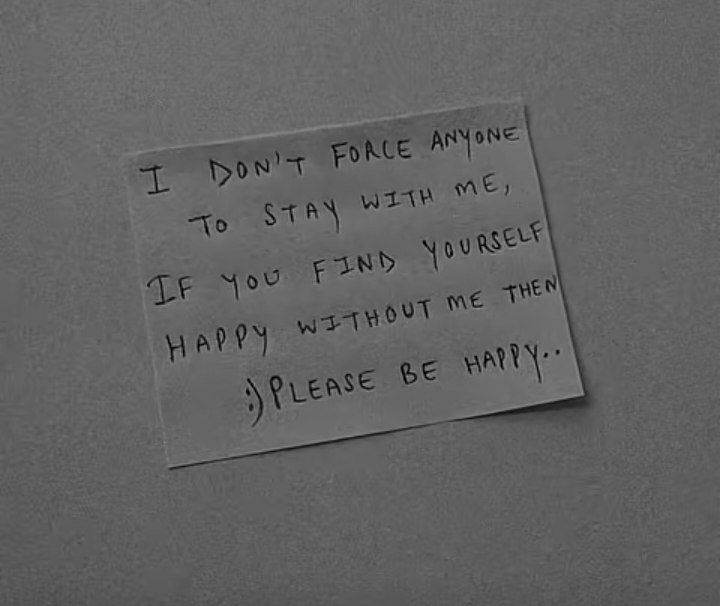 I DON'T FORCE ANYONE
TO STAY WITH ME,
IF YOU FIND YOURSELF
HAPPY WITHOUT ME THEN
:) PLEASE BE HAPPY..